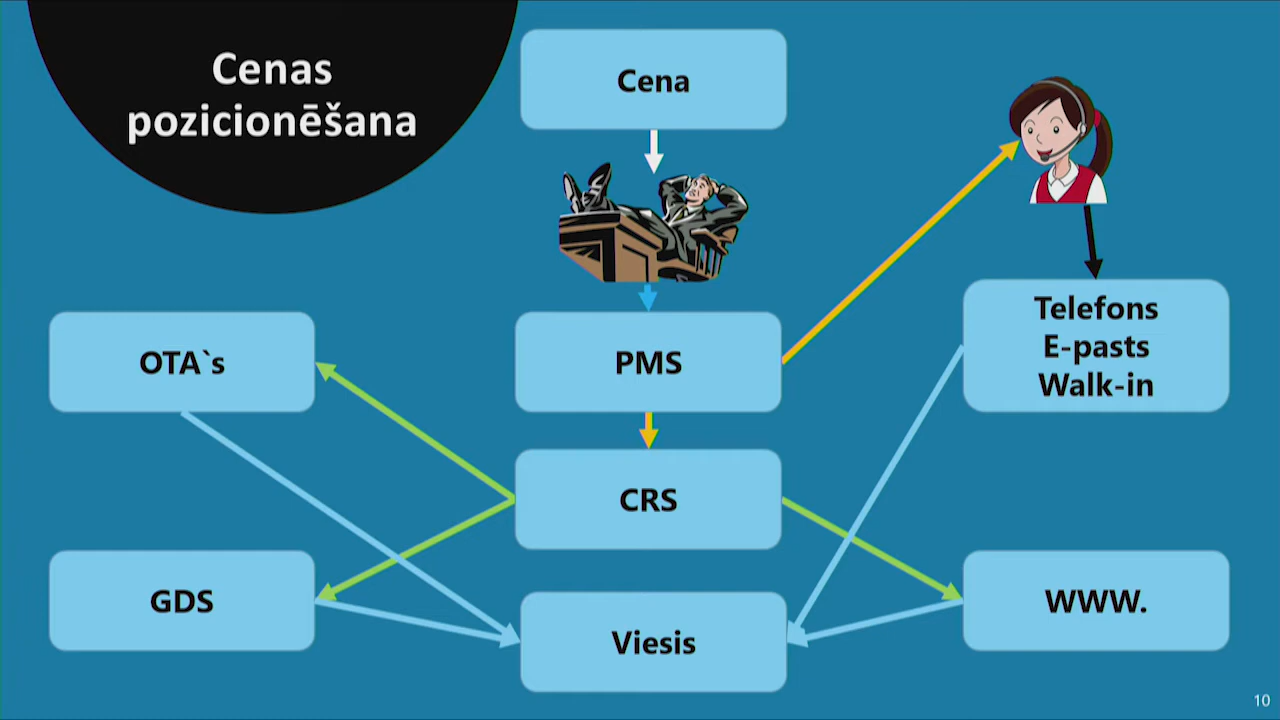 Cenas
pozicionēšana
Cena
Telefons
E-pasts
Walk-in
OTA`s
PMS
CRS
GDS
Viesis
WWW.
10